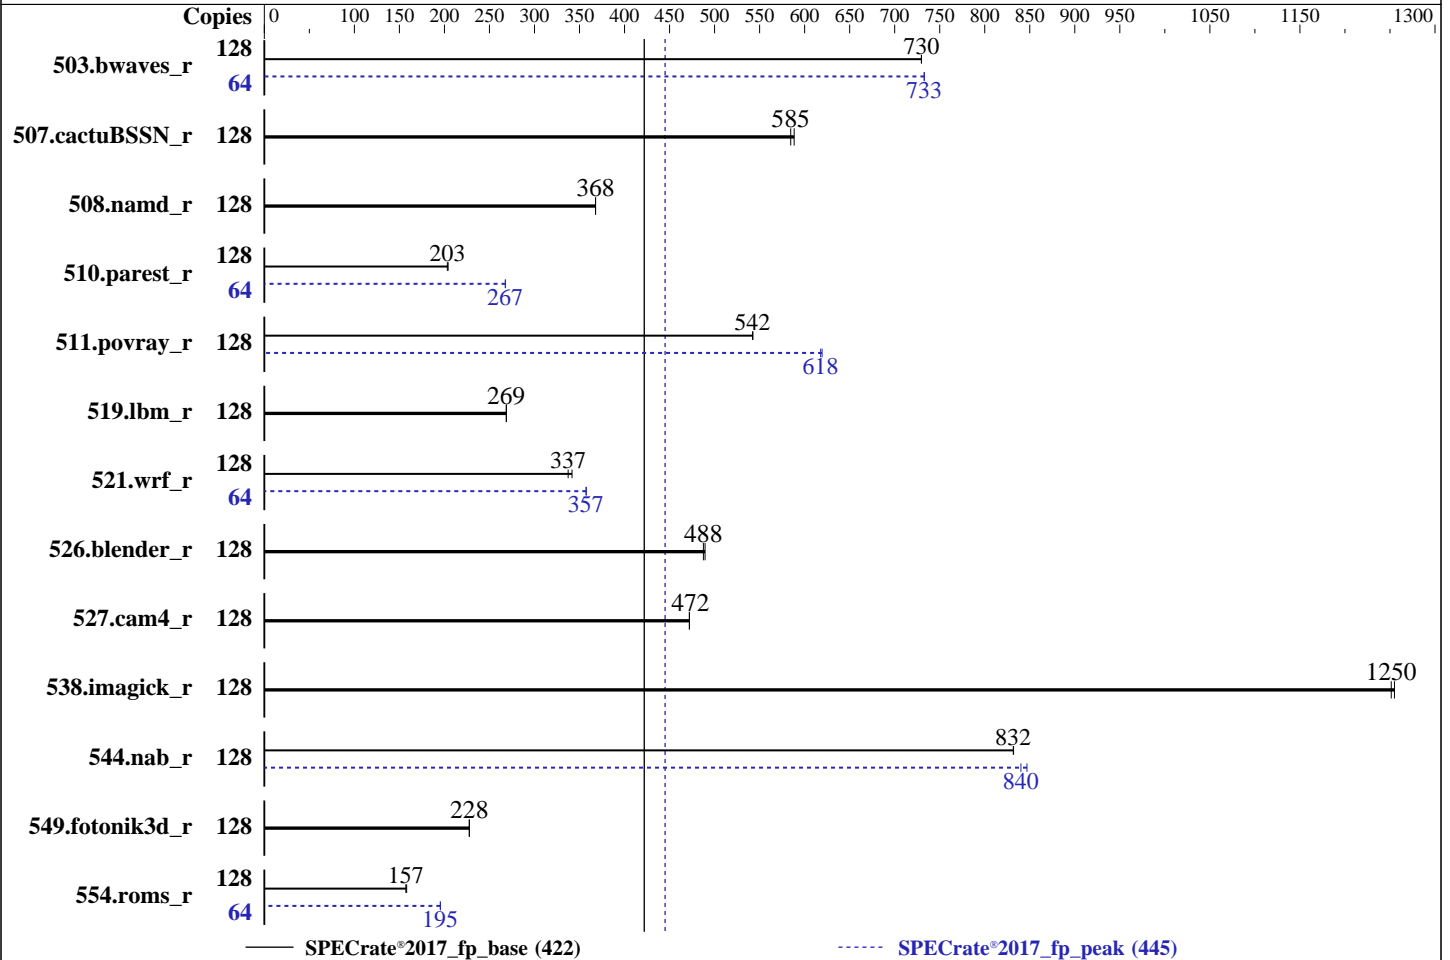 Copies 0 100 150 200 250 300 350 400 450 500 550 600 650 700 750 800 850 900 950 1050 1150 1300
503.bwaves_r 128 730
64 733
507.cactuBSSN_r 128 585
508.namd_r 128 368
510.parest_r 128 203
64 267
511.povray_r 128 542
618
519.lbm_r 128 269
521.wrf_r 128 337
64 357
526.blender_r 128 488
527.cam4_r 128 472
538.imagick_r 128 1250
544.nab_r 128 832
840
549.fotonik3d_r 128 228
554.roms_r 128 157
64 195
SPECrate®2017_fp_base (422) SPECrate®2017_fp_peak (445)